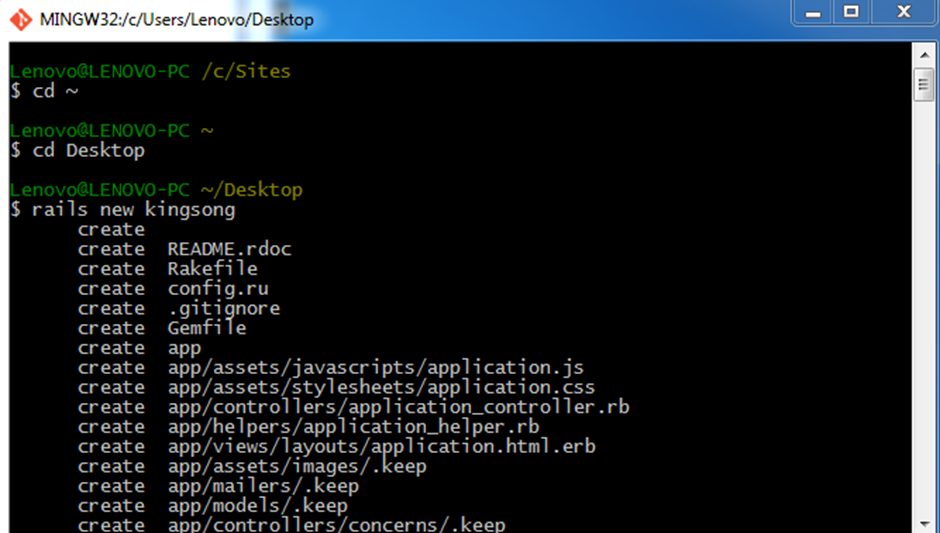 MINGW32:/c/Users/Lenovo/Desktop
Lenovo@LENOVO-PC /c/Sites
$ cd ~
Lenovo@LENOVO-PC ~
$ cd Desktop
Lenovo@LENOVO-PC ~/Desktop
$ rails new kingsong
create
create README.rdoc
create Rakefile
create config.ru
create .gitignore
create Gemfile
create app
create app/assets/javascripts/application.js
create app/assets/stylesheets/application.css
create app/controllers/application_controller.rb
create app/helpers/application_helper.rb
create app/views/layouts/application.html.erb
create app/assets/images/.keep
create app/mailers/.keep
create app/models/.keep
create app/controllers/concerns/.keep